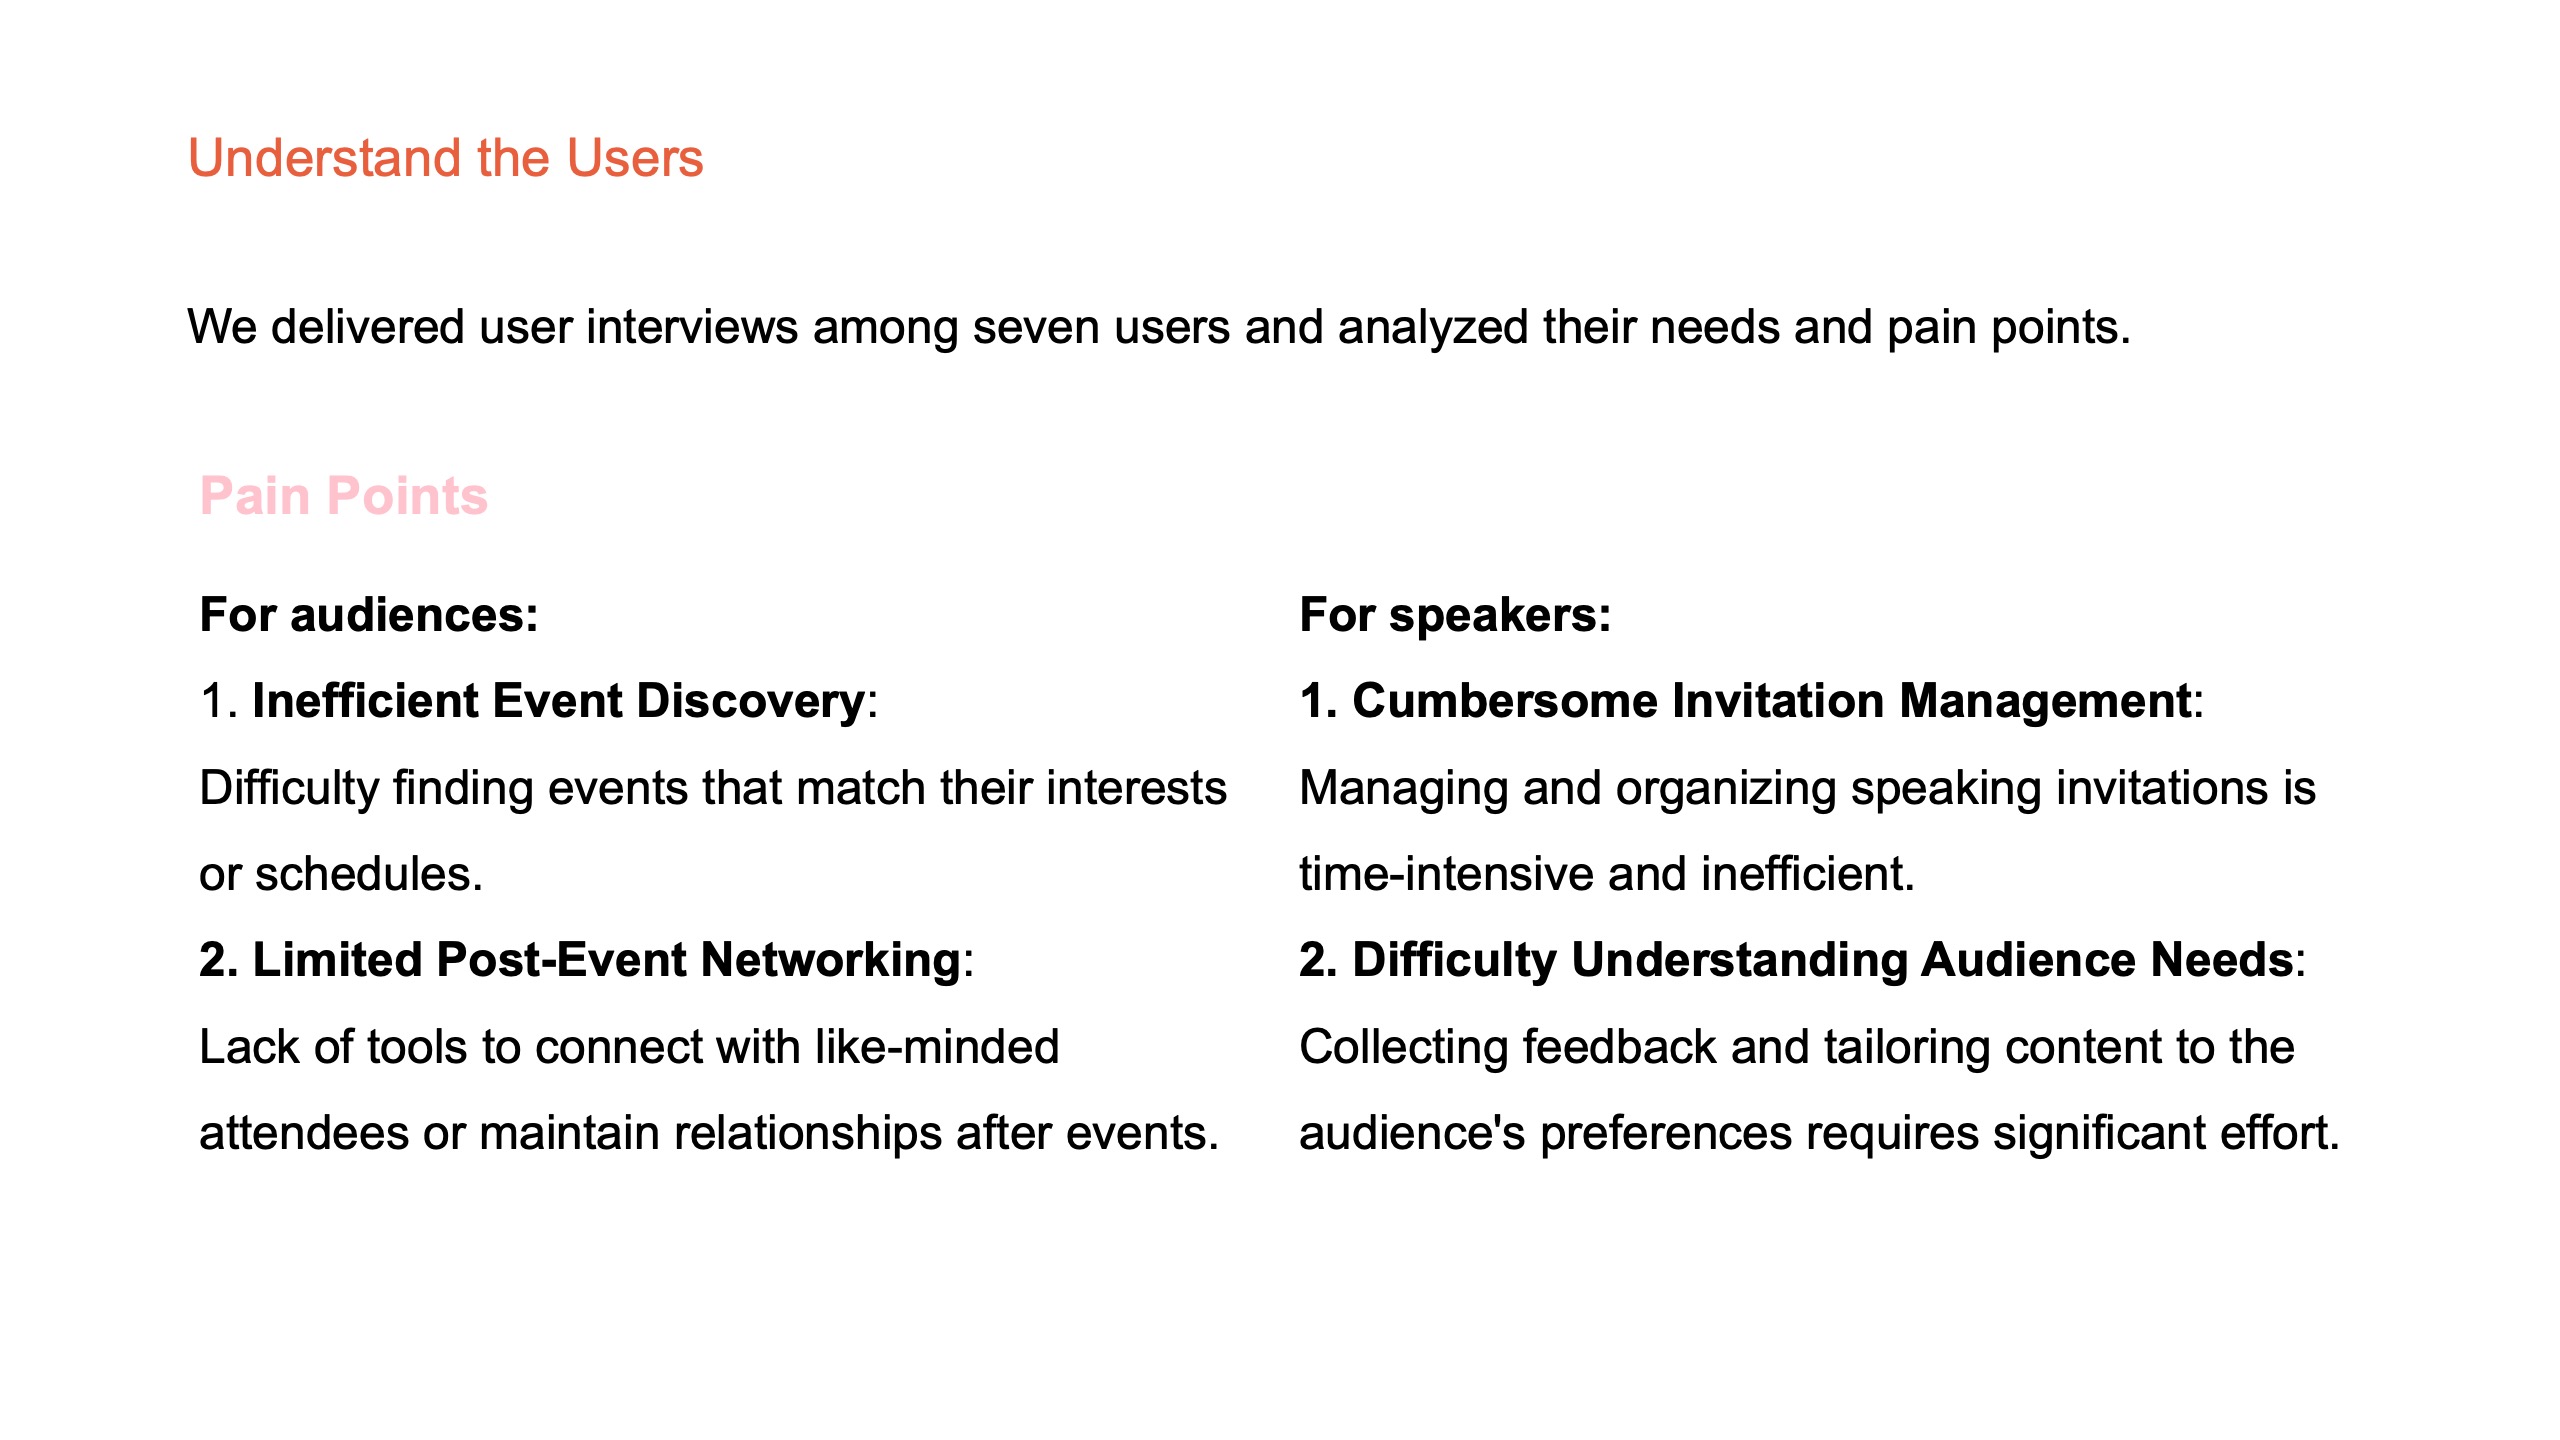 Understand the Users
We delivered user interviews among seven users and analyzed their needs and pain points.
Pain Points
For audiences:
1. Inefficient Event Discovery:
Difficulty finding events that match their interests
or schedules.
2. Limited Post-Event Networking:
Lack of tools to connect with like-minded
attendees or maintain relationships after events.
For speakers:
1. Cumbersome Invitation Management:
Managing and organizing speaking invitations is
time-intensive and inefficient.
2. Difficulty Understanding Audience Needs:
Collecting feedback and tailoring content to the
audience's preferences requires significant effort.